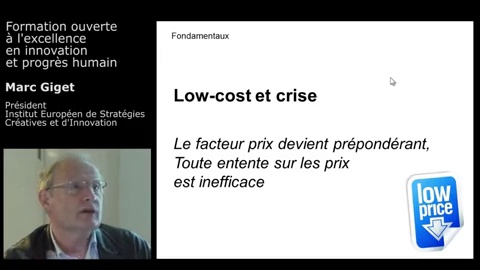 Formation ouverte
à l'excellence
en innovation
et progrès humain
Marc Giget
Président
Institut Européen de Stratégies
Créatives et d'Innovation
Fondamentaux
Low-cost et crise
Le facteur prix devient prépondérant,
Toute entente sur les prix
est inefficace
low
price